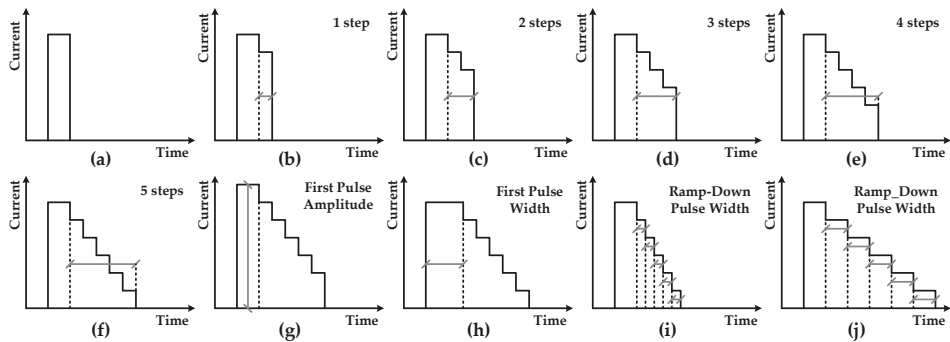 Current
Time
(a)
1 step
Current
Time
(b)
2 steps
Current
Time
(c)
3 steps
Current
Time
(d)
4 steps
Current
Time
(e)
5 steps
Current
Time
(f)
First Pulse
Amplitude
Current
Time
(g)
First Pulse
Width
Current
Time
(h)
Ramp-Down
Pulse Width
Current
Time
(i)
Ramp_Down
Pulse Width
Current
Time
(j)